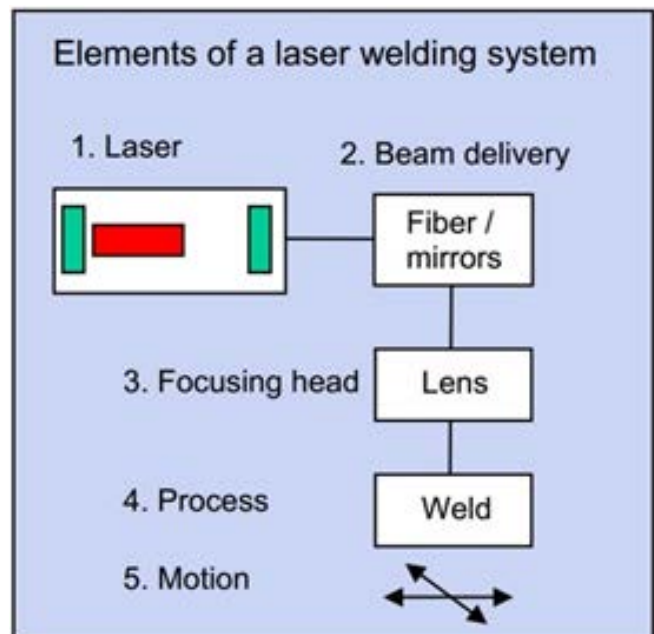 Elements of a laser welding system
1. Laser
2. Beam delivery
Fiber /
mirrors
3. Focusing head
Lens
4. Process
Weld
5. Motion